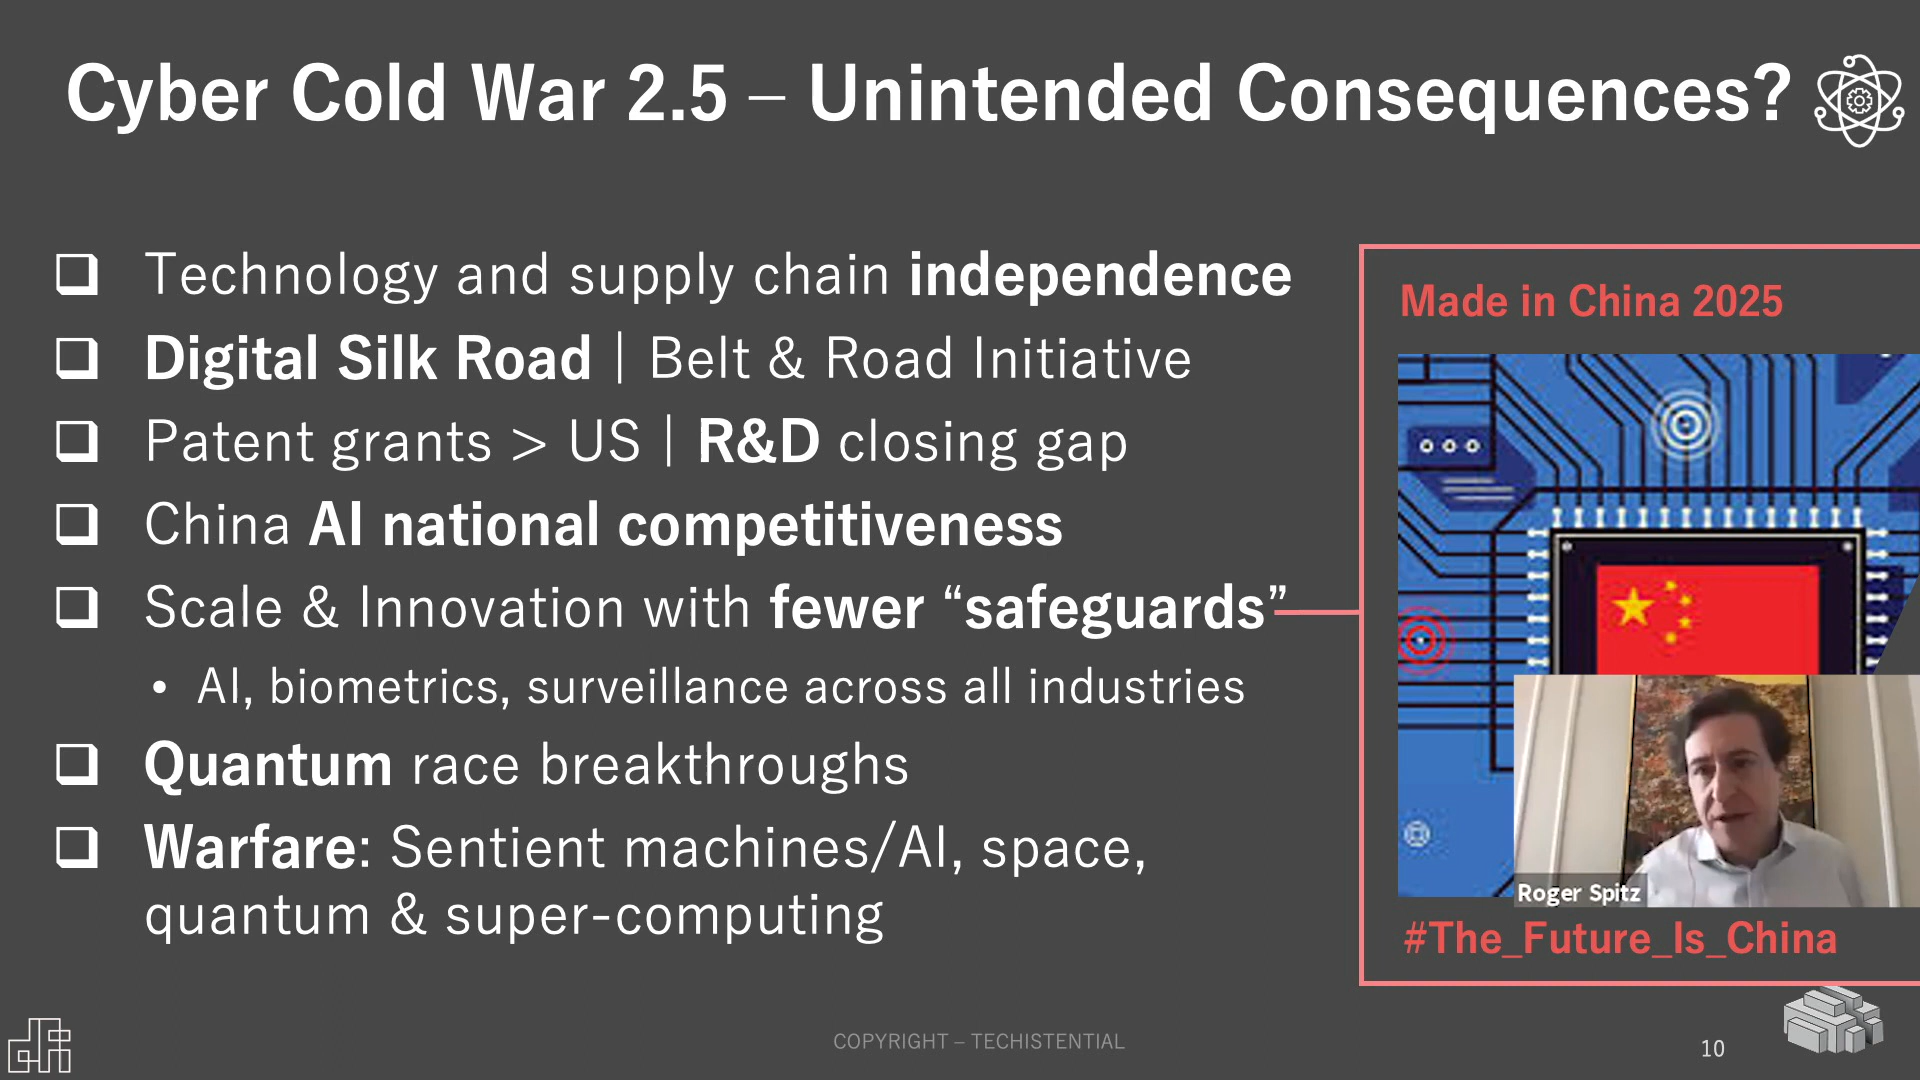 Cyber Cold War 2.5 – Unintended Consequences?
Technology and supply chain independence
Digital Silk Road | Belt & Road Initiative
Patent grants > US | R&D closing gap
China AI national competitiveness
Scale & Innovation with fewer “safeguards”
• AI, biometrics, surveillance across all industries
Quantum race breakthroughs
Warfare: Sentient machines/AI, space,
quantum & super-computing
Made in China 2025
Roger Spitz
#The_Future_Is_China
dfi
COPYRIGHT – TECHISTENTIAL
10